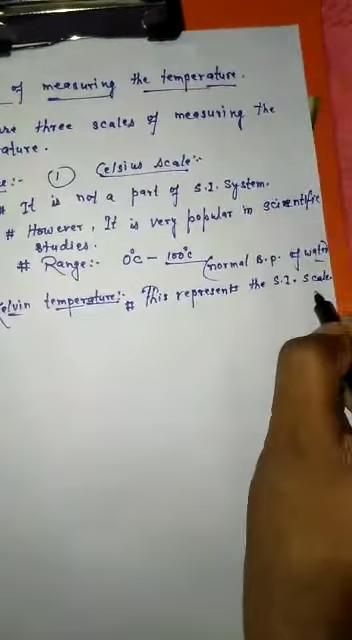 of measuring the temperature.
three scales of measuring the
ature.
① Celsius Scale:-
# It is not a part of S.I. System.
# However, It is very popular in scientific
studies.
# Range:- 0°C - 100°C
(normal B.p. of water
elvin temperature:- # This represents the S.I. Scale